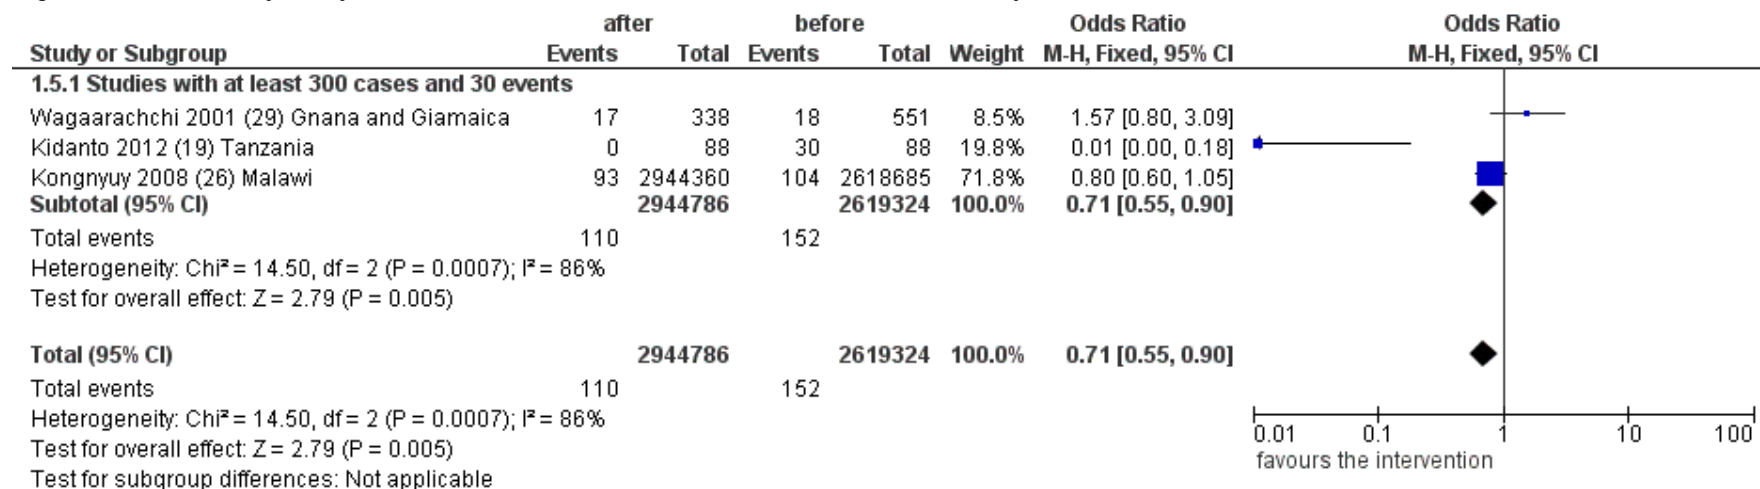 after before Odds Ratio Odds Ratio
Study or Subgroup Events Total Events Total Weight M-H, Fixed, 95% CI M-H, Fixed, 95% CI
1.5.1 Studies with at least 300 cases and 30 events
Wagaarachchi 2001 (29) Gnana and Giamaica 17 338 18 551 8.5% 1.57 [0.80, 3.09]
Kidanto 2012 (19) Tanzania 0 88 30 88 19.8% 0.01 [0.00, 0.18]
Kongnyuy 2008 (26) Malawi 93 2944360 104 2618685 71.8% 0.80 [0.60, 1.05]
Subtotal (95% CI) 2944786 2619324 100.0% 0.71 [0.55, 0.90]
Total events 110 152
Heterogeneity: Chi² = 14.50, df = 2 (P = 0.0007); I² = 86%
Test for overall effect: Z = 2.79 (P = 0.005)
Total (95% CI) 2944786 2619324 100.0% 0.71 [0.55, 0.90]
Total events 110 152
Heterogeneity: Chi² = 14.50, df = 2 (P = 0.0007); I² = 86%
Test for overall effect: Z = 2.79 (P = 0.005)
Test for subgroup differences: Not applicable
0.01 0.1 1 10 100
favours the intervention